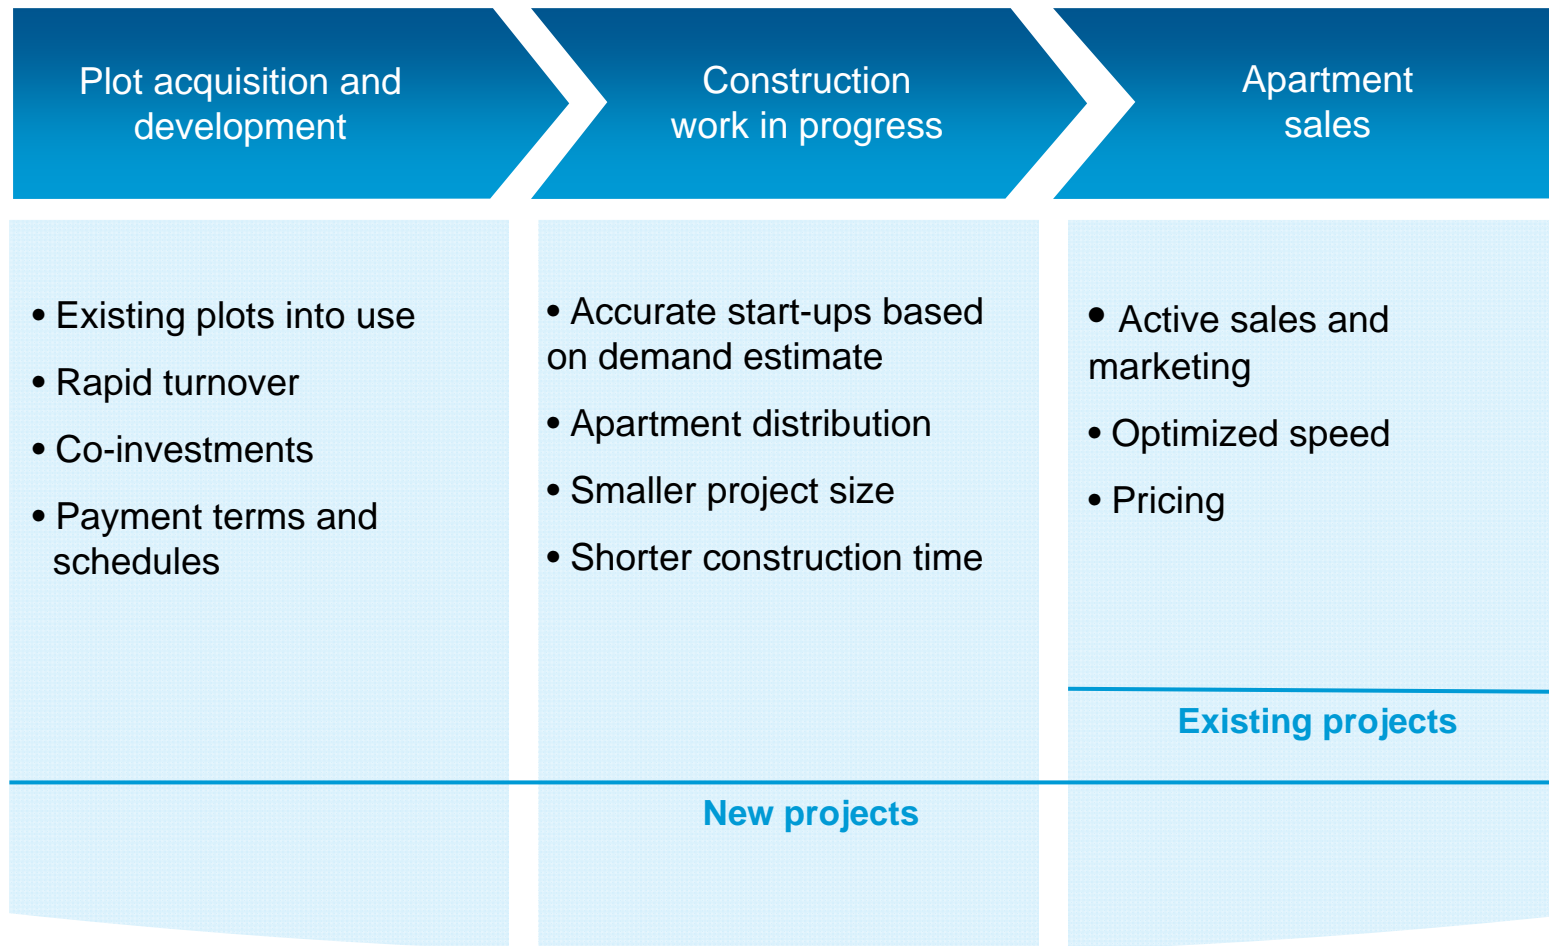 Plot acquisition and
development
Construction
work in progress
Apartment
sales
• Existing plots into use
• Rapid turnover
• Co-investments
• Payment terms and
schedules
• Accurate start-ups based
on demand estimate
• Apartment distribution
• Smaller project size
• Shorter construction time
• Active sales and
marketing
• Optimized speed
• Pricing
Existing projects
New projects